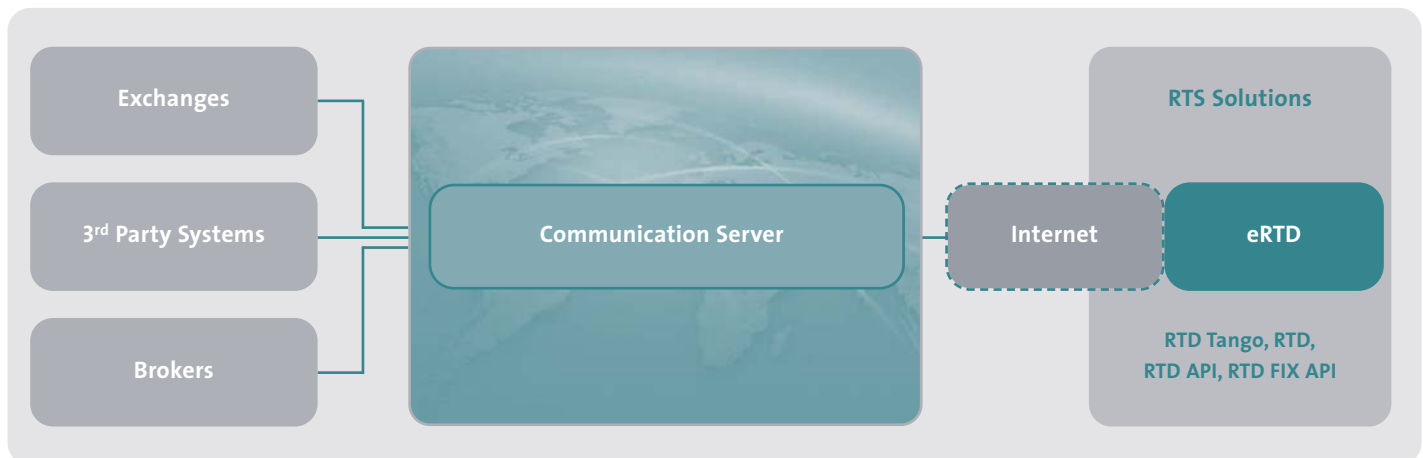 Exchanges
3rd Party Systems
Brokers
Communication Server
Internet
RTS Solutions
eRTD
RTD Tango, RTD,
RTD API, RTD FIX API